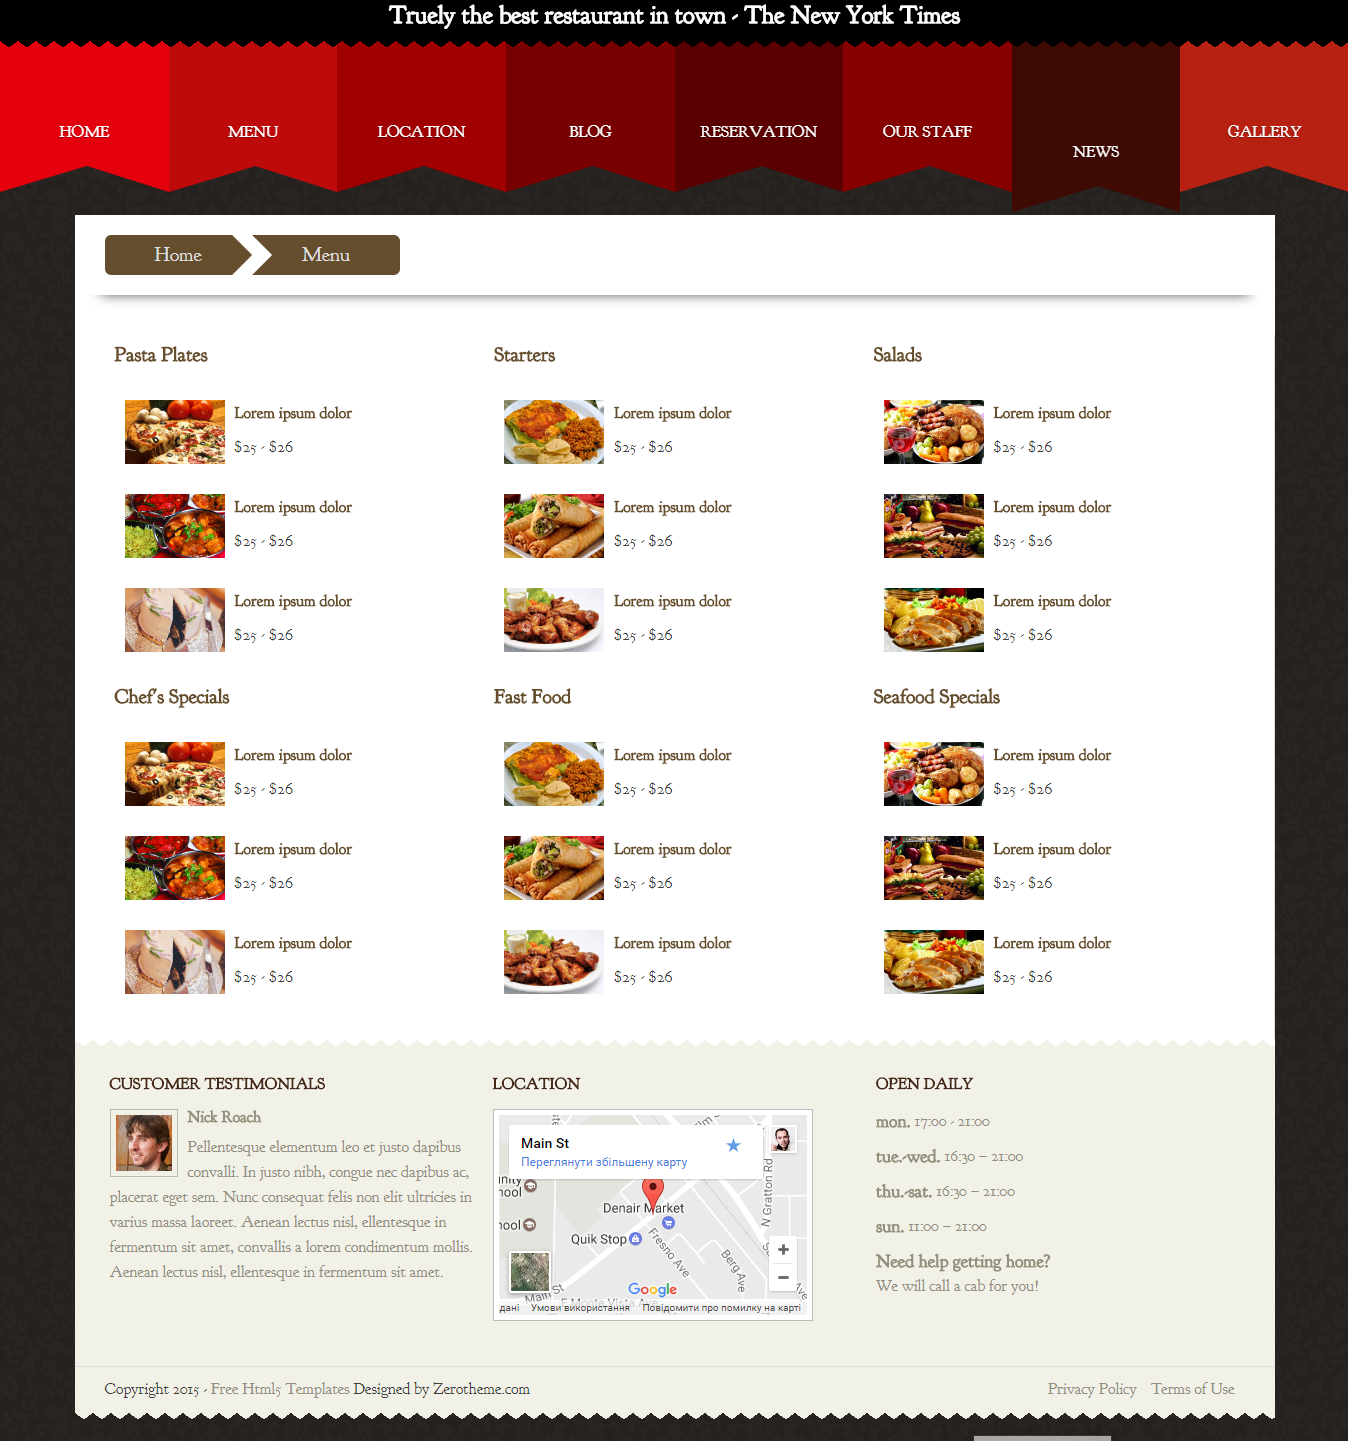 Truely the best restaurant in town - The New York Times
HOME
MENU
LOCATION
BLOG
RESERVATION
OUR STAFF
NEWS
GALLERY
Home
Menu
Pasta Plates
Lorem ipsum dolor
$25 - $26
Lorem ipsum dolor
$25 - $26
Lorem ipsum dolor
$25 - $26
Starters
Lorem ipsum dolor
$25 - $26
Lorem ipsum dolor
$25 - $26
Lorem ipsum dolor
$25 - $26
Salads
Lorem ipsum dolor
$25 - $26
Lorem ipsum dolor
$25 - $26
Lorem ipsum dolor
$25 - $26
Chef's Specials
Lorem ipsum dolor
$25 - $26
Lorem ipsum dolor
$25 - $26
Lorem ipsum dolor
$25 - $26
Fast Food
Lorem ipsum dolor
$25 - $26
Lorem ipsum dolor
$25 - $26
Lorem ipsum dolor
$25 - $26
Seafood Specials
Lorem ipsum dolor
$25 - $26
Lorem ipsum dolor
$25 - $26
Lorem ipsum dolor
$25 - $26
CUSTOMER TESTIMONIALS
Nick Roach
Pellentesque elementum leo et justo dapibus
convalli. In justo nibh, congue nec dapibus ac,
placerat eget sem. Nunc consequat felis non elit ultricies in
varius massa laoreet. Aenean lectus nisl, ellentesque in
fermentum sit amet, convallis a lorem condimentum mollis.
Aenean lectus nisl, ellentesque in fermentum sit amet.
LOCATION
Main St
Переглянути збільшену карту
Denair Market
Quik Stop
Fresno Ave
Berg Ave
N Gratton Rd
Main St
E Monte Vista Ave
Google
дані
Умови використання
Повідомити про помилку на карті
OPEN DAILY
mon. 17:00 - 21:00
tue.-wed. 16:30 – 21:00
thu.-sat. 16:30 – 21:00
sun. 11:00 – 21:00
Need help getting home?
We will call a cab for you!
Copyright 2015 - Free Html5 Templates Designed by Zerotheme.com
Privacy Policy
Terms of Use